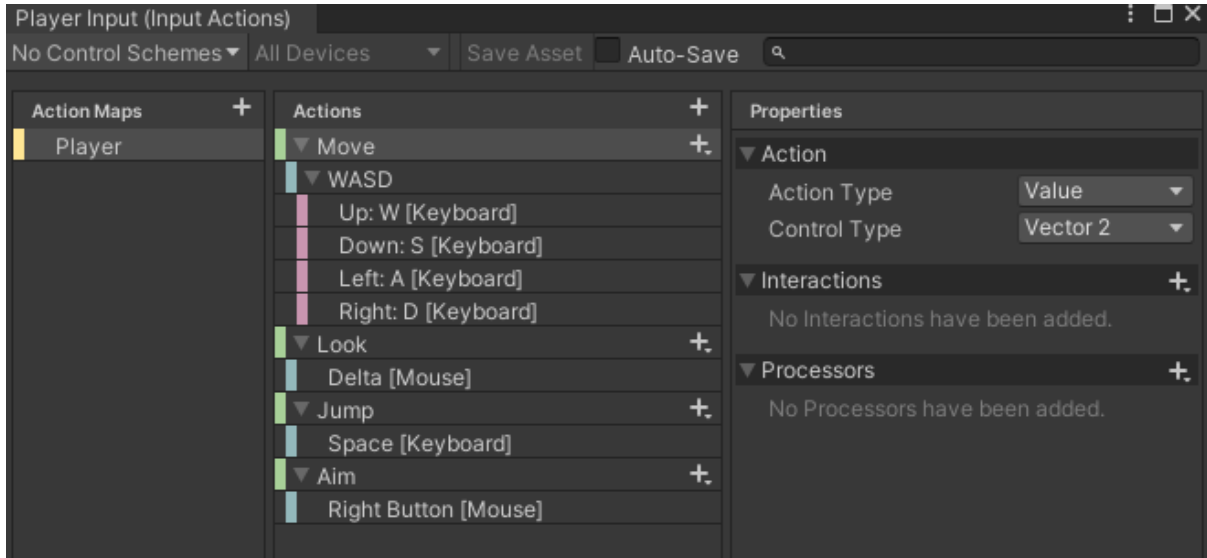 Player Input (Input Actions)
No Control Schemes All Devices Save Asset Auto-Save
Action Maps
Player
Actions
Move
WASD
Up: W [Keyboard]
Down: S [Keyboard]
Left: A [Keyboard]
Right: D [Keyboard]
Look
Delta [Mouse]
Jump
Space [Keyboard]
Aim
Right Button [Mouse]
Properties
Action
Action Type Value
Control Type Vector 2
Interactions
No Interactions have been added.
Processors
No Processors have been added.